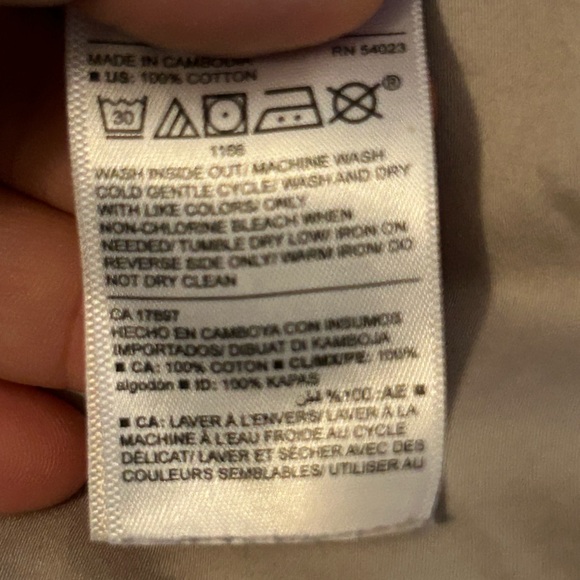 MADE IN CAMBODIA RN 54023
■ US: 100% COTTON
30 ®
1106
WASH INSIDE OUT/ MACHINE WASH
COLD GENTLE CYCLE/ WASH AND DRY
WITH LIKE COLORS/ ONLY
NON-CHLORINE BLEACH WHEN
NEEDED/ TUMBLE DRY LOW/ IRON ON
REVERSE SIDE ONLY/ WARM IRON/ DO
NOT DRY CLEAN
CA 17897
HECHO EN CAMBOYA CON INSUMOS
IMPORTADOS/ DIBUAT DI KAMBOJA
■ CA: 100% COTON ■ CL/MX/PE: 100%
algodón ■ ID: 100% KAPAS
■ AE: 100%
■ CA: LAVER À L'ENVERS/ LAVER À LA
MACHINE À L'EAU FROIDE AU CYCLE
DÉLICAT/ LAVER ET SÉCHER AVEC DES
COULEURS SEMBLABLES/ UTILISER AU